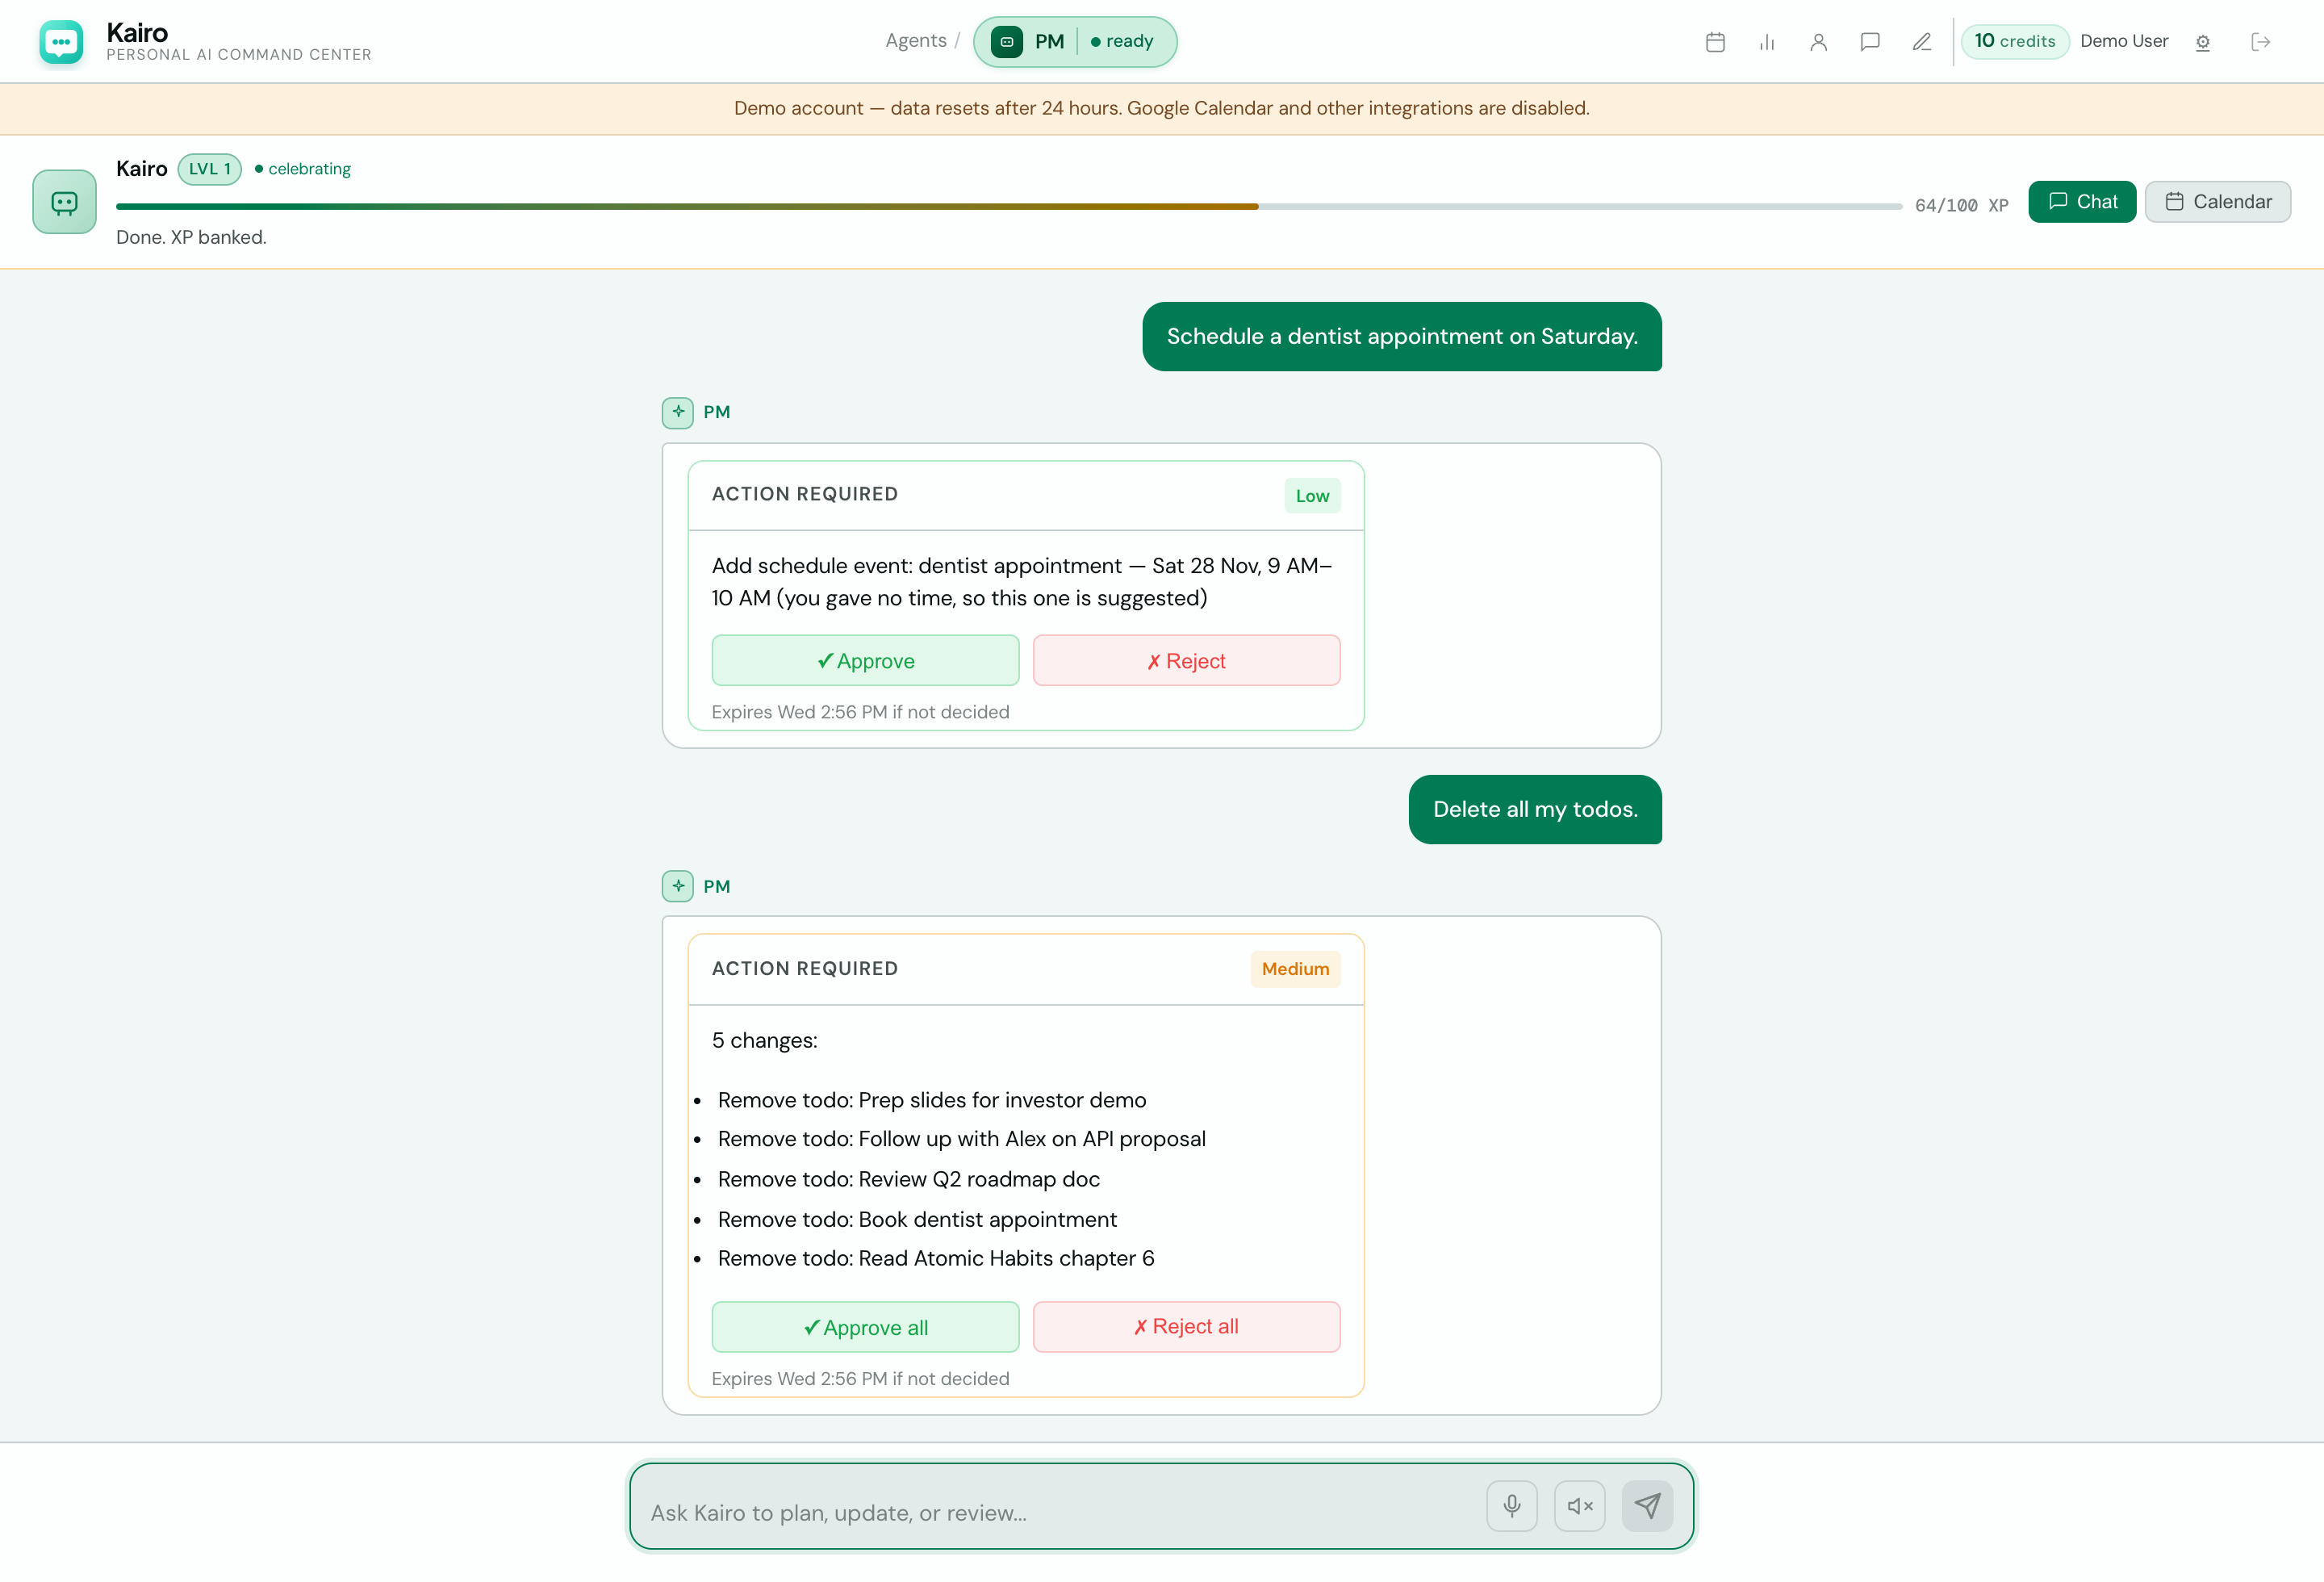 Kairo
PERSONAL AI COMMAND CENTER
Agents / PM ready
10 credits Demo User
Demo account — data resets after 24 hours. Google Calendar and other integrations are disabled.
Kairo LVL 1 celebrating
64/100 XP
Chat
Calendar
Done. XP banked.
Schedule a dentist appointment on Saturday.
PM
ACTION REQUIRED Low
Add schedule event: dentist appointment — Sat 28 Nov, 9 AM–
10 AM (you gave no time, so this one is suggested)
✓ Approve ✗ Reject
Expires Wed 2:56 PM if not decided
Delete all my todos.
PM
ACTION REQUIRED Medium
5 changes:
• Remove todo: Prep slides for investor demo
• Remove todo: Follow up with Alex on API proposal
• Remove todo: Review Q2 roadmap doc
• Remove todo: Book dentist appointment
• Remove todo: Read Atomic Habits chapter 6
✓ Approve all ✗ Reject all
Expires Wed 2:56 PM if not decided
Ask Kairo to plan, update, or review...